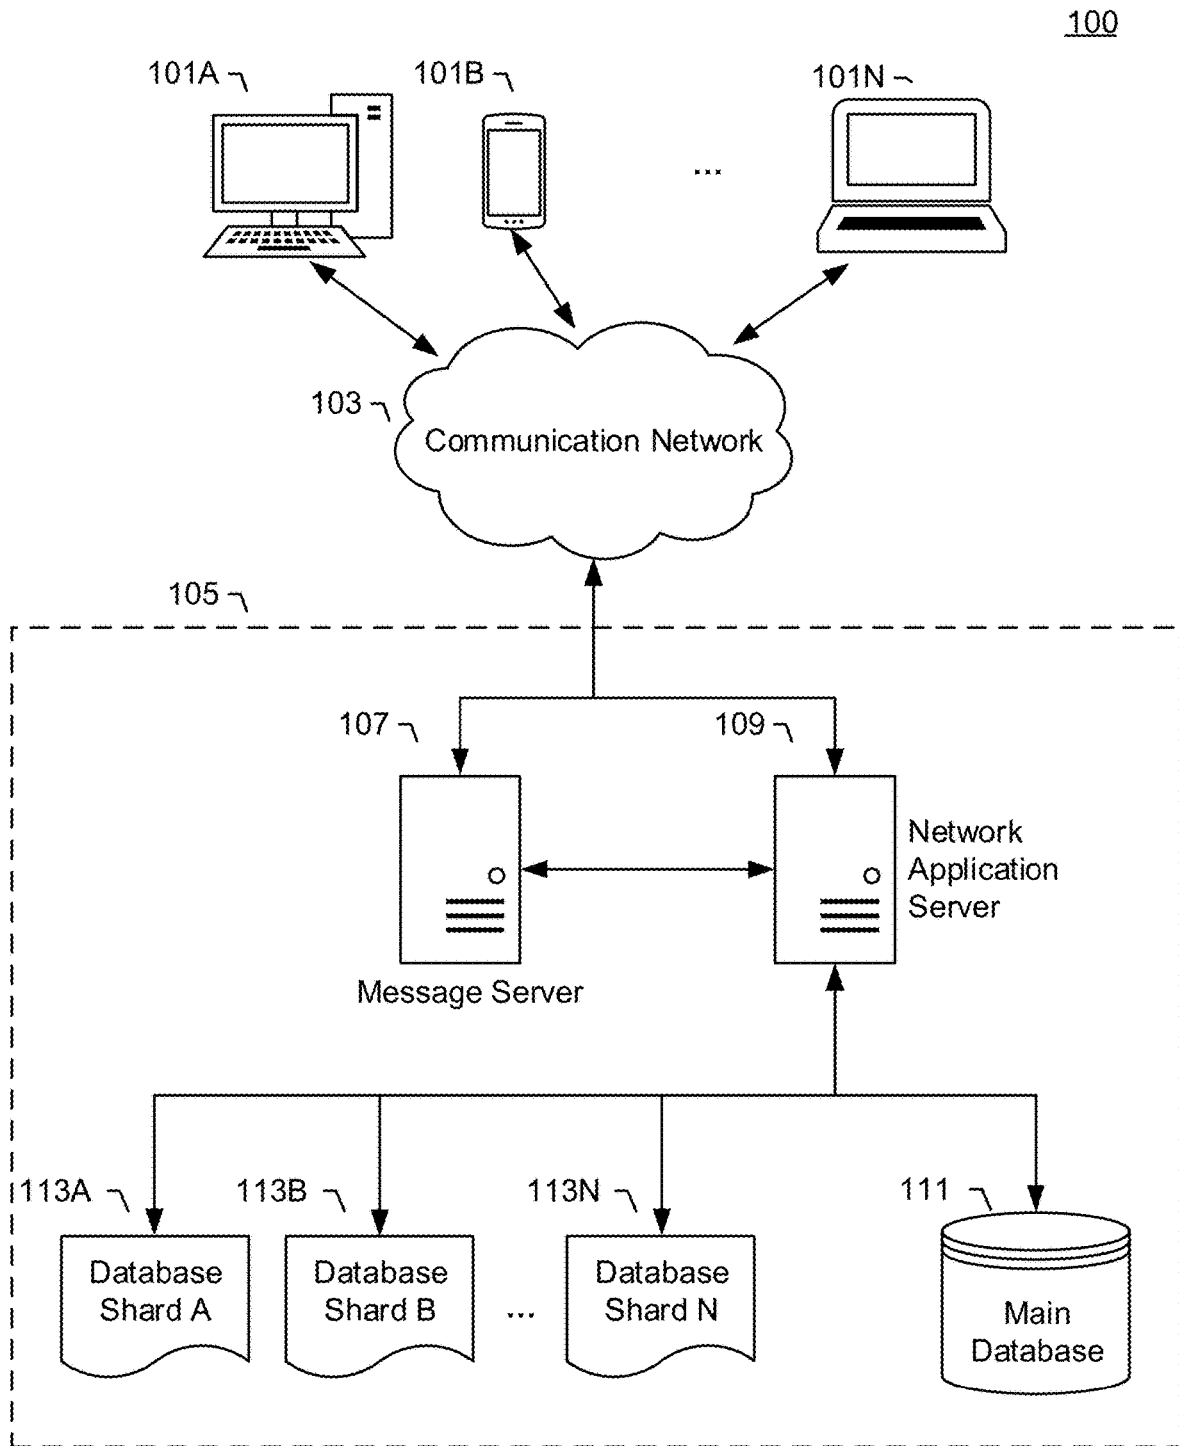 100
101A
101B
101N
...
103
Communication Network
105
107
109
Network
Application
Server
Message Server
113A
113B
113N
111
Database
Shard A
Database
Shard B
...
Database
Shard N
Main
Database